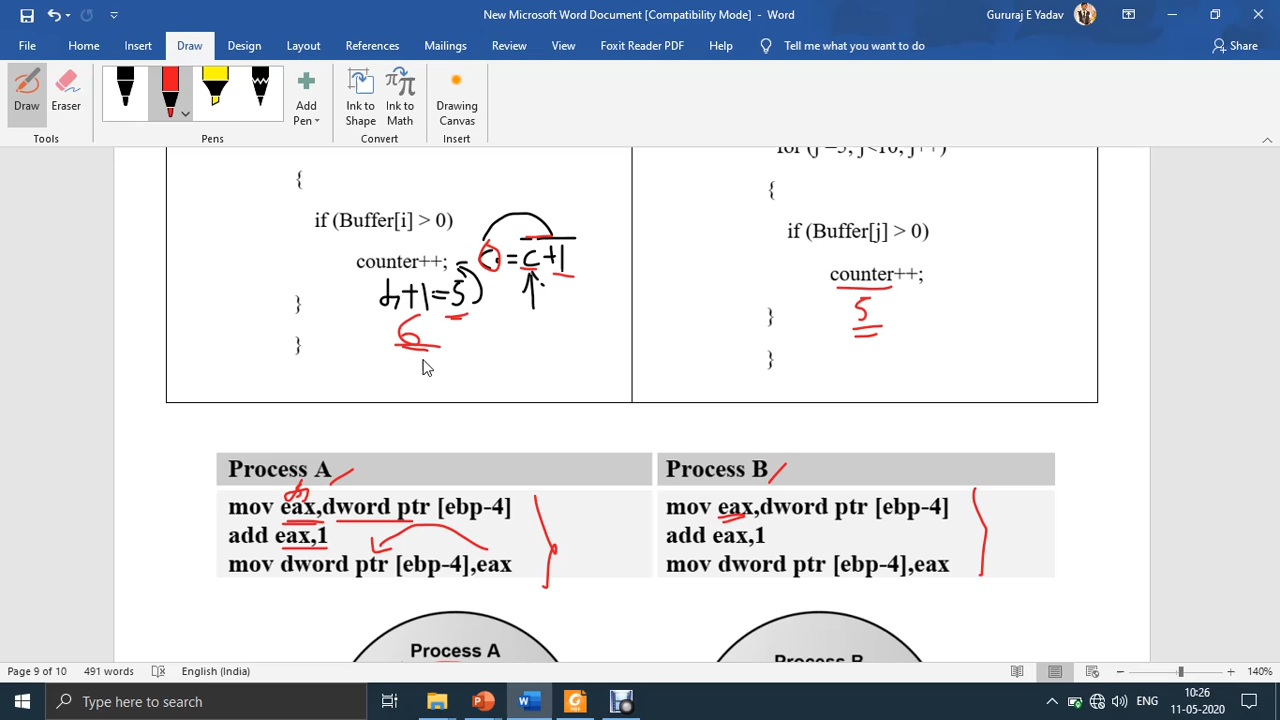 New Microsoft Word Document [Compatibility Mode] - Word
Gururaj E Yadav
File Home Insert Draw Design Layout References Mailings Review View Foxit Reader PDF Help Tell me what you want to do Share
Draw Eraser Add Pen Ink to Shape Ink to Math Drawing Canvas
Tools Pens Convert Insert
for (j =5; j<10; j++)
{
if (Buffer[i] > 0)
counter++;
= c+1
+1=5
6
}
}
{
if (Buffer[j] > 0)
counter++;
5
}
}
Process A
mov eax,dword ptr [ebp-4]
add eax,1
mov dword ptr [ebp-4],eax
Process B
mov eax,dword ptr [ebp-4]
add eax,1
mov dword ptr [ebp-4],eax
Process A
Process B
Page 9 of 10 491 words English (India) 140%
Type here to search
ENG
10:26
11-05-2020